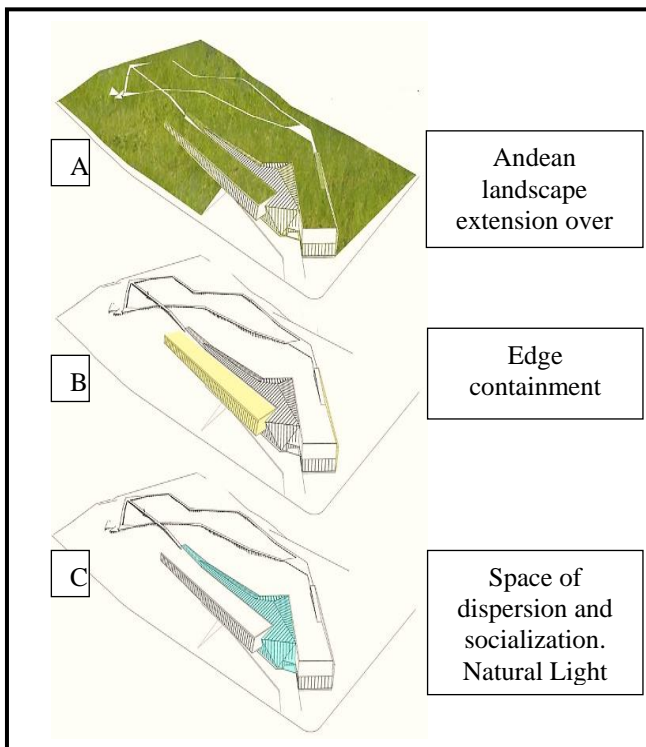 A
Andean
landscape
extension over
B
Edge
containment
C
Space of
dispersion and
socialization.
Natural Light